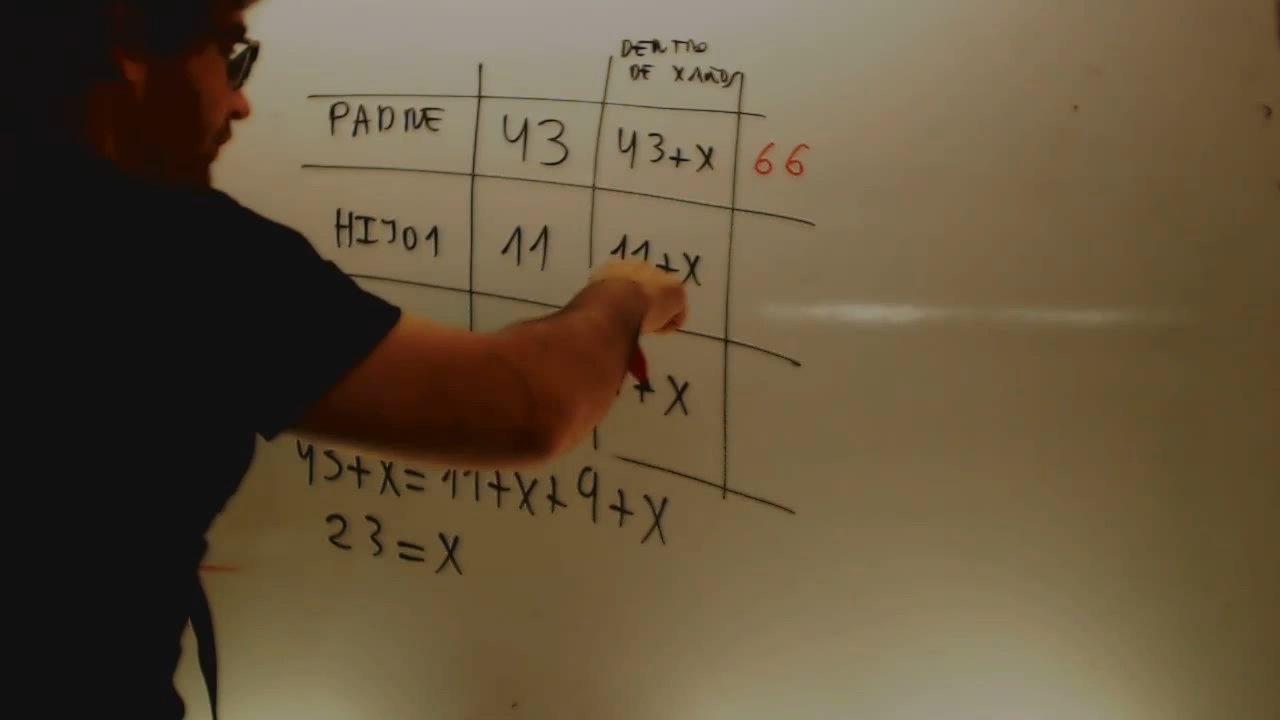 DENTRO
DE X AÑOS
PADRE 43 43+X 66
HIJO1 11 11+X
+X
43+X=11+X+9+X
23=X